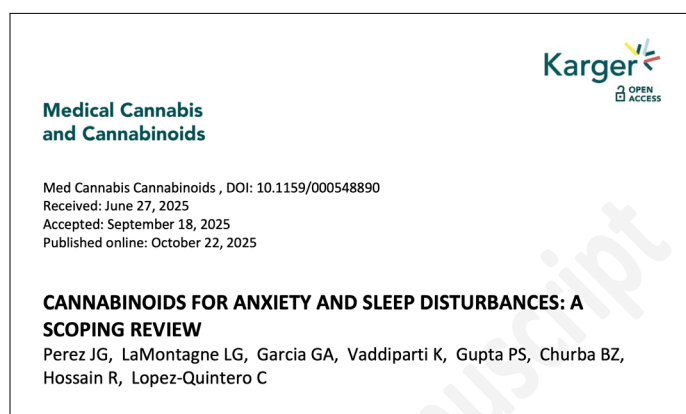 Karger
OPEN
ACCESS
Medical Cannabis
and Cannabinoids
Med Cannabis Cannabinoids , DOI: 10.1159/000548890
Received: June 27, 2025
Accepted: September 18, 2025
Published online: October 22, 2025
CANNABINOIDS FOR ANXIETY AND SLEEP DISTURBANCES: A
SCOPING REVIEW
Perez JG, LaMontagne LG, Garcia GA, Vaddiparti K, Gupta PS, Churba BZ,
Hossain R, Lopez-Quintero C